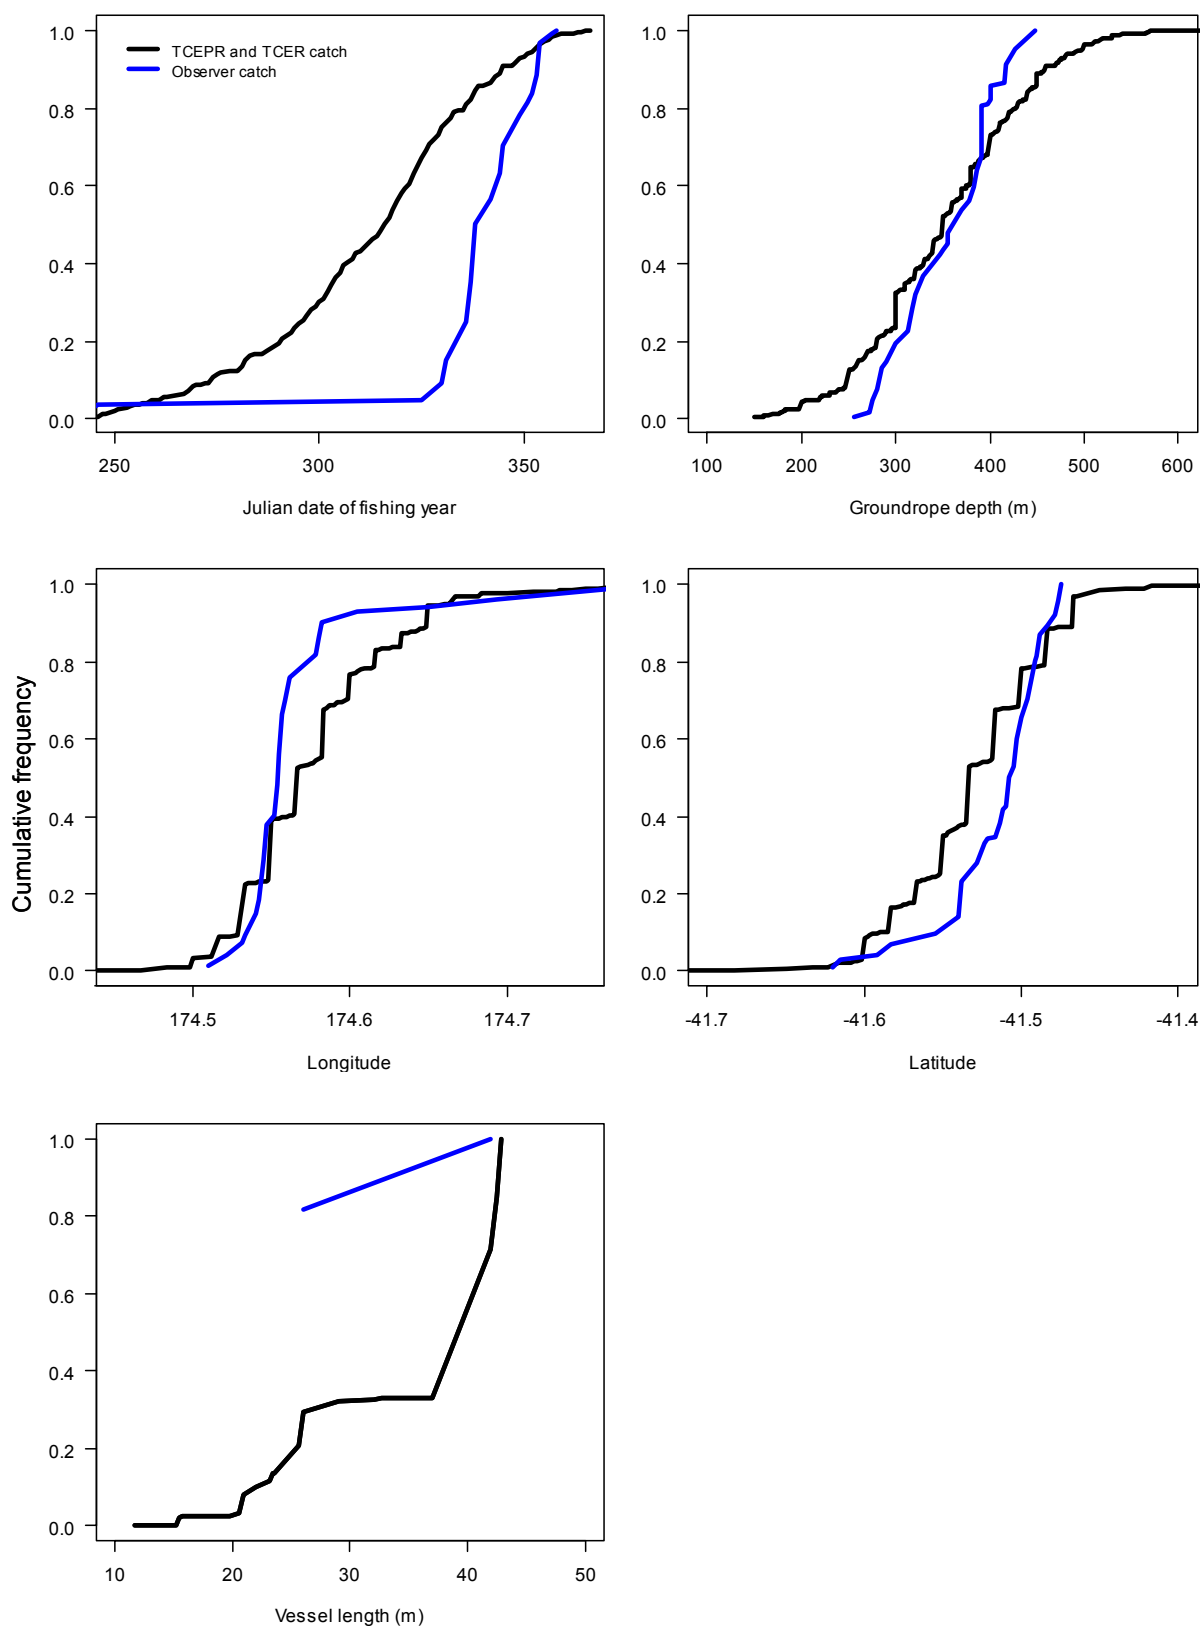 1.0
0.8
0.6
0.4
0.2
0.0
TCEPR and TCER catch
Observer catch
250 300 350
Julian date of fishing year
1.0
0.8
0.6
0.4
0.2
0.0
100 200 300 400 500 600
Groundrope depth (m)
Cumulative frequency
1.0
0.8
0.6
0.4
0.2
0.0
174.5 174.6 174.7
Longitude
1.0
0.8
0.6
0.4
0.2
0.0
-41.7 -41.6 -41.5 -41.4
Latitude
1.0
0.8
0.6
0.4
0.2
0.0
10 20 30 40 50
Vessel length (m)